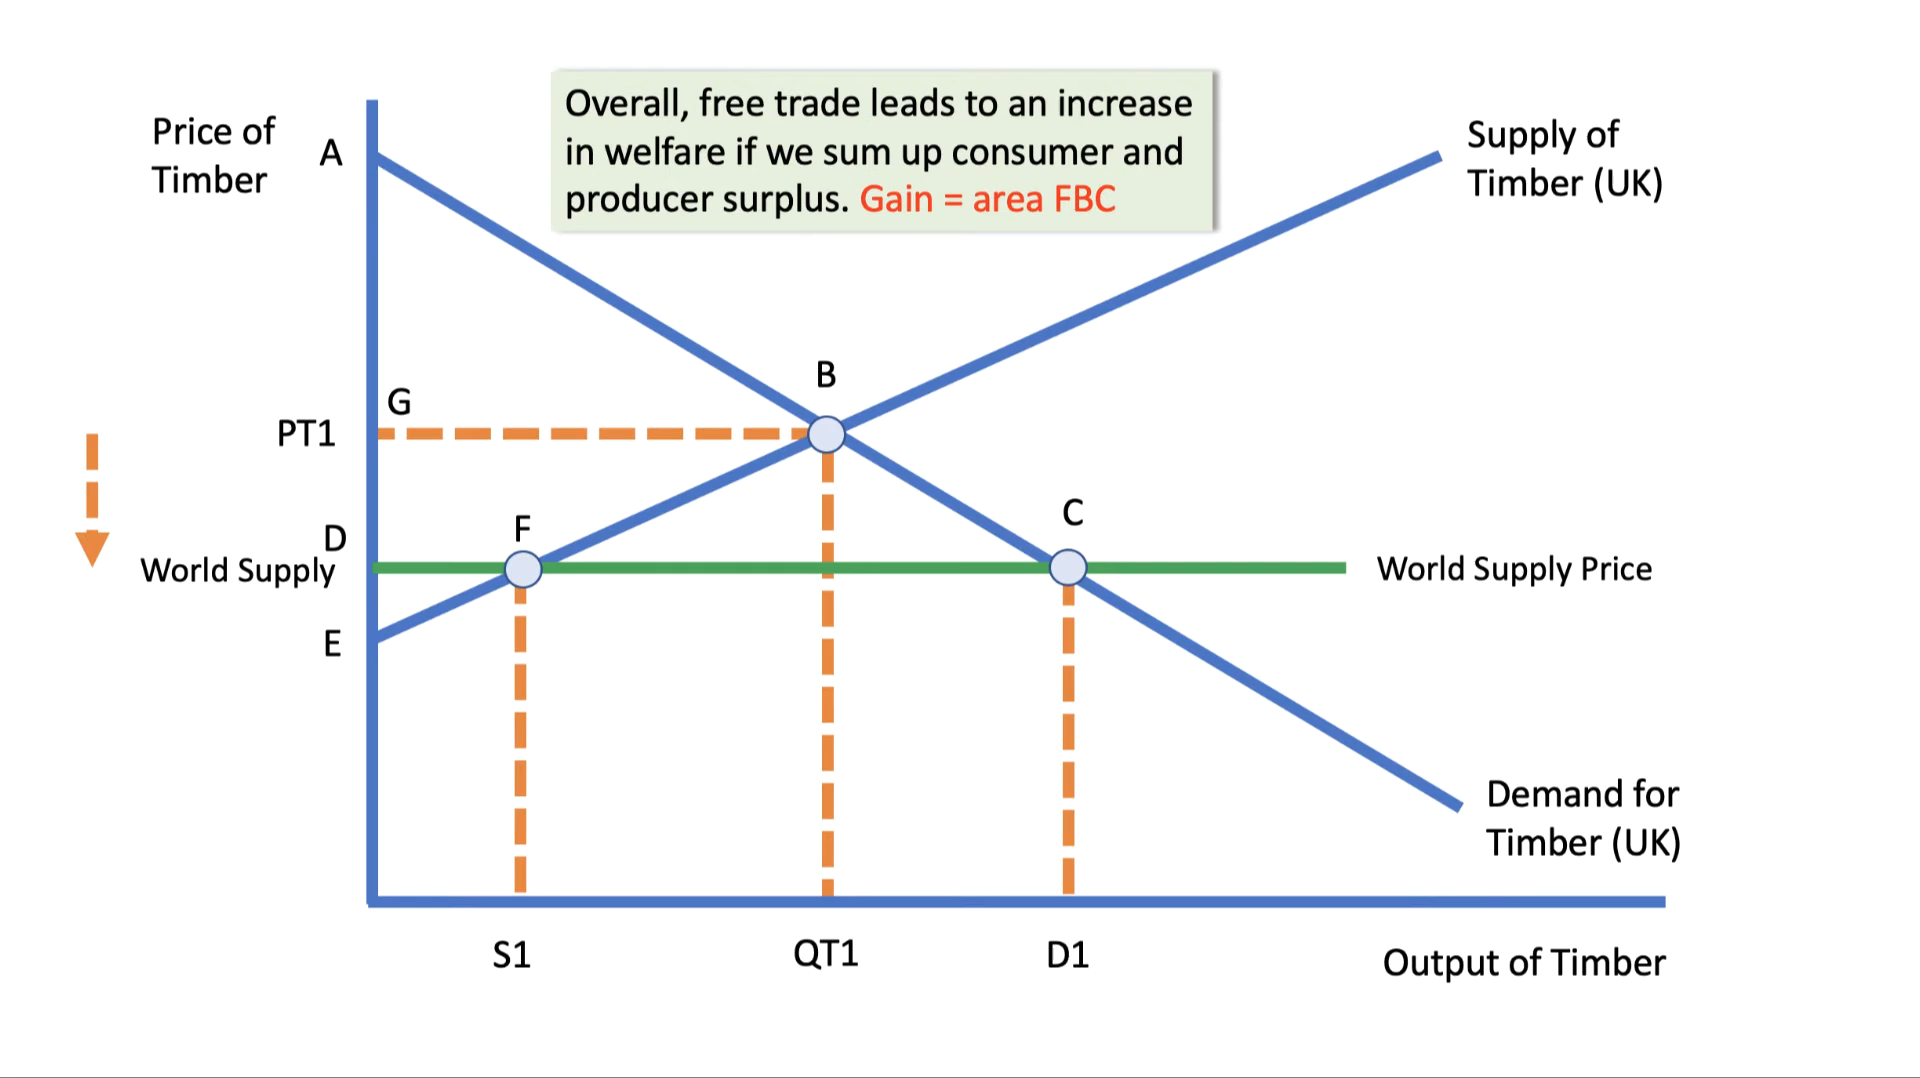 Overall, free trade leads to an increase
in welfare if we sum up consumer and
producer surplus. Gain = area FBC
Price of
Timber
A
Supply of
Timber (UK)
B
G
PT1
C
F
D
World Supply
World Supply Price
E
Demand for
Timber (UK)
S1
QT1
D1
Output of Timber